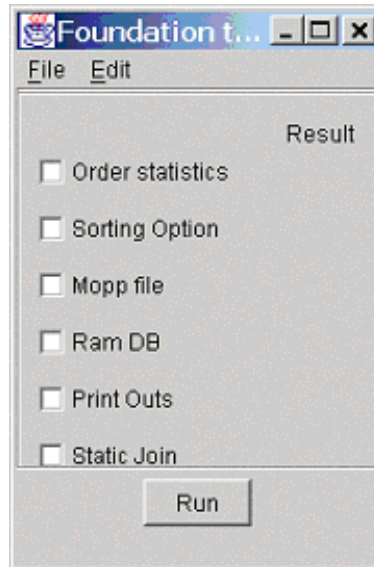 Foundation t...
File Edit
Result
Order statistics
Sorting Option
Mopp file
Ram DB
Print Outs
Static Join
Run